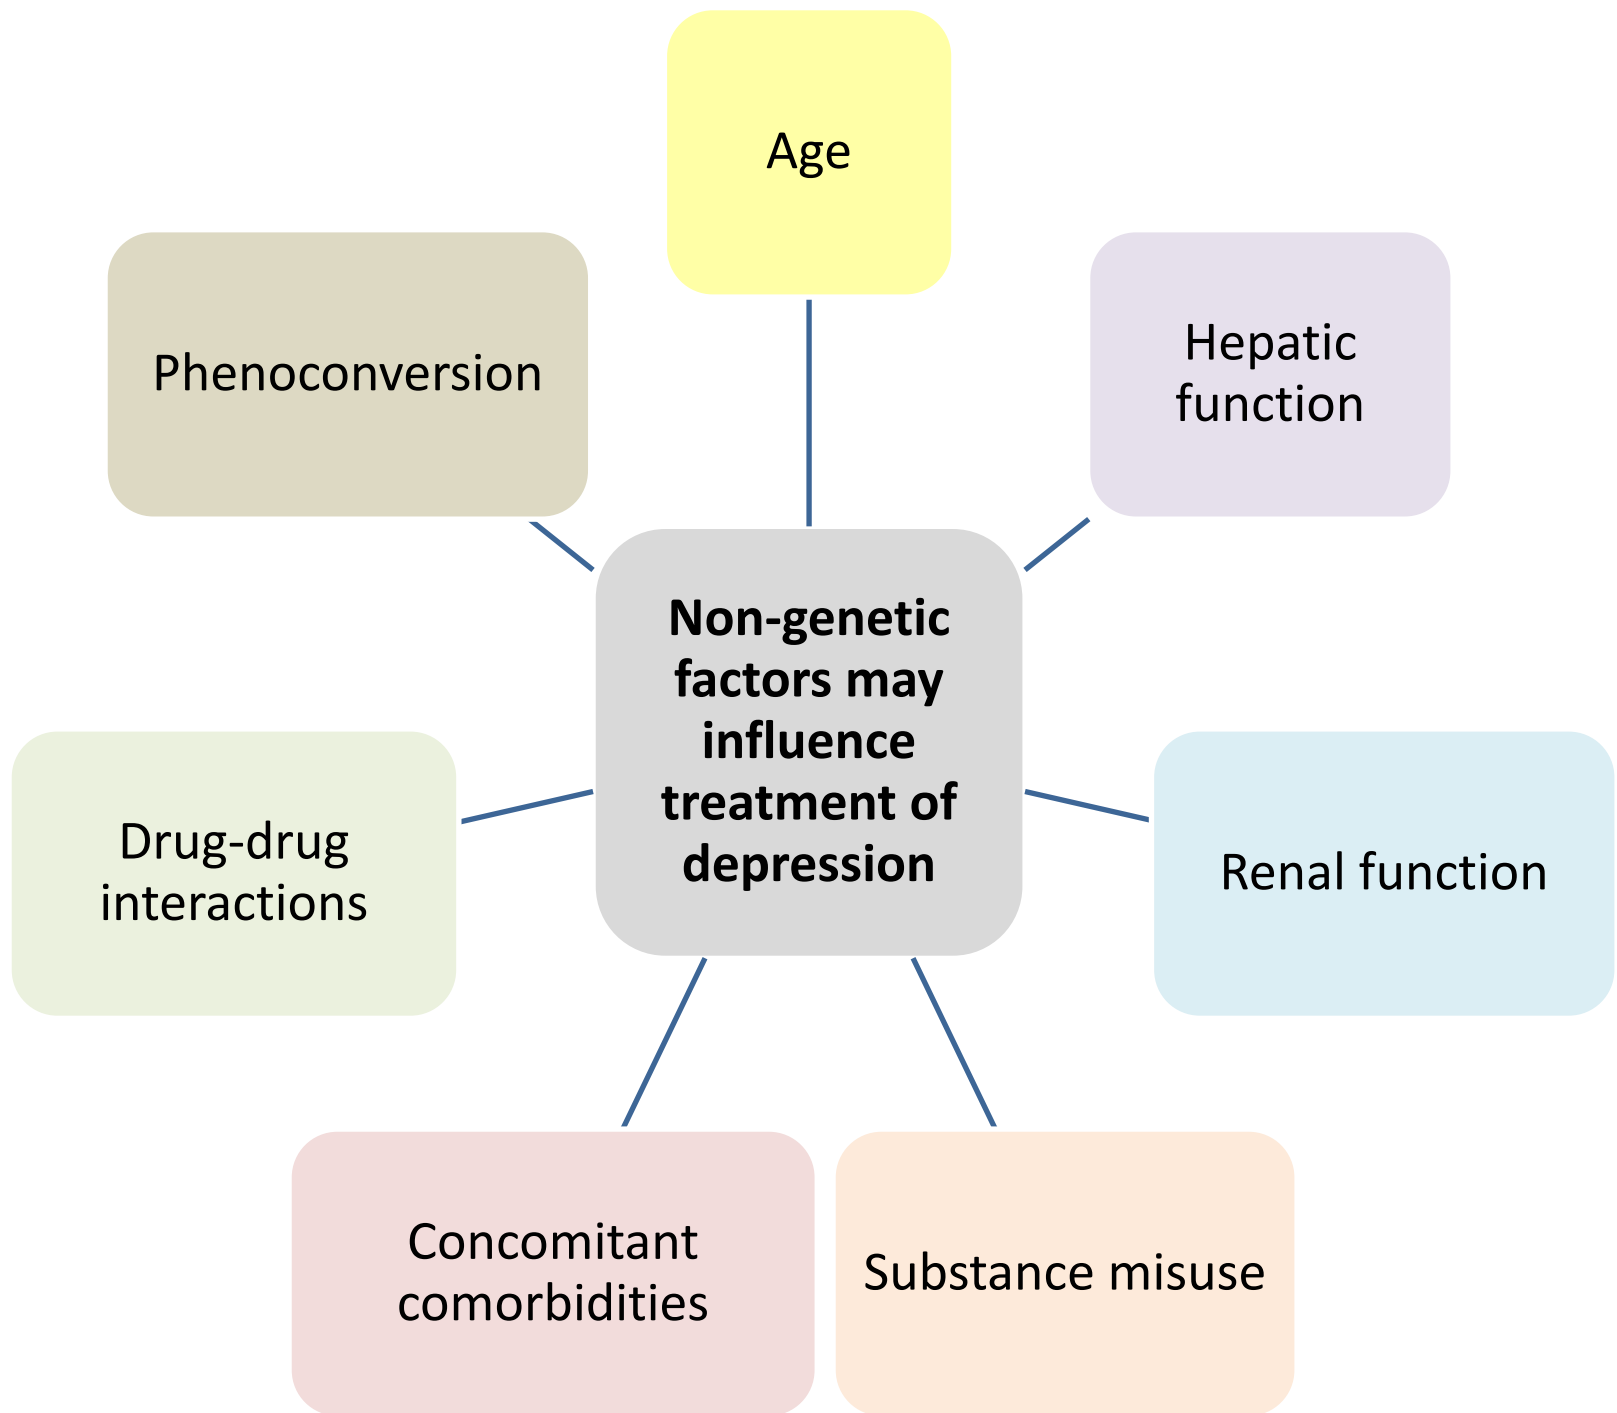 Age
Phenoconversion
Hepatic
function
Non-genetic
factors may
influence
treatment of
depression
Drug-drug
interactions
Renal function
Concomitant
comorbidities
Substance misuse